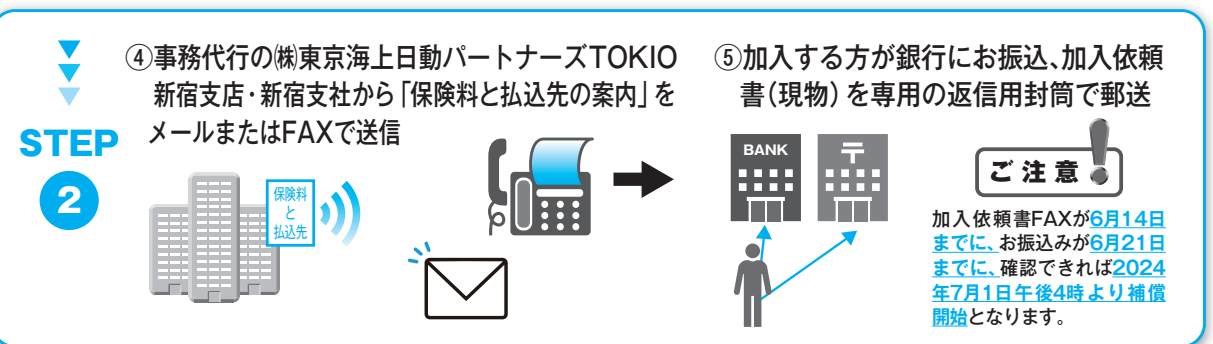 STEP
2
④事務代行の㈱東京海上日動パートナーズTOKIO
新宿支店・新宿支社から「保険料と払込先の案内」を
メールまたはFAXで送信
保険料
と
払込先
⑤加入する方が銀行にお振込、加入依頼
書(現物)を専用の返信用封筒で郵送
BANK
〒
ご注意!
加入依頼書FAXが6月14日
までに、お振込みが6月21日
までに、確認できれば2024
年7月1日午後4時より補償
開始となります。